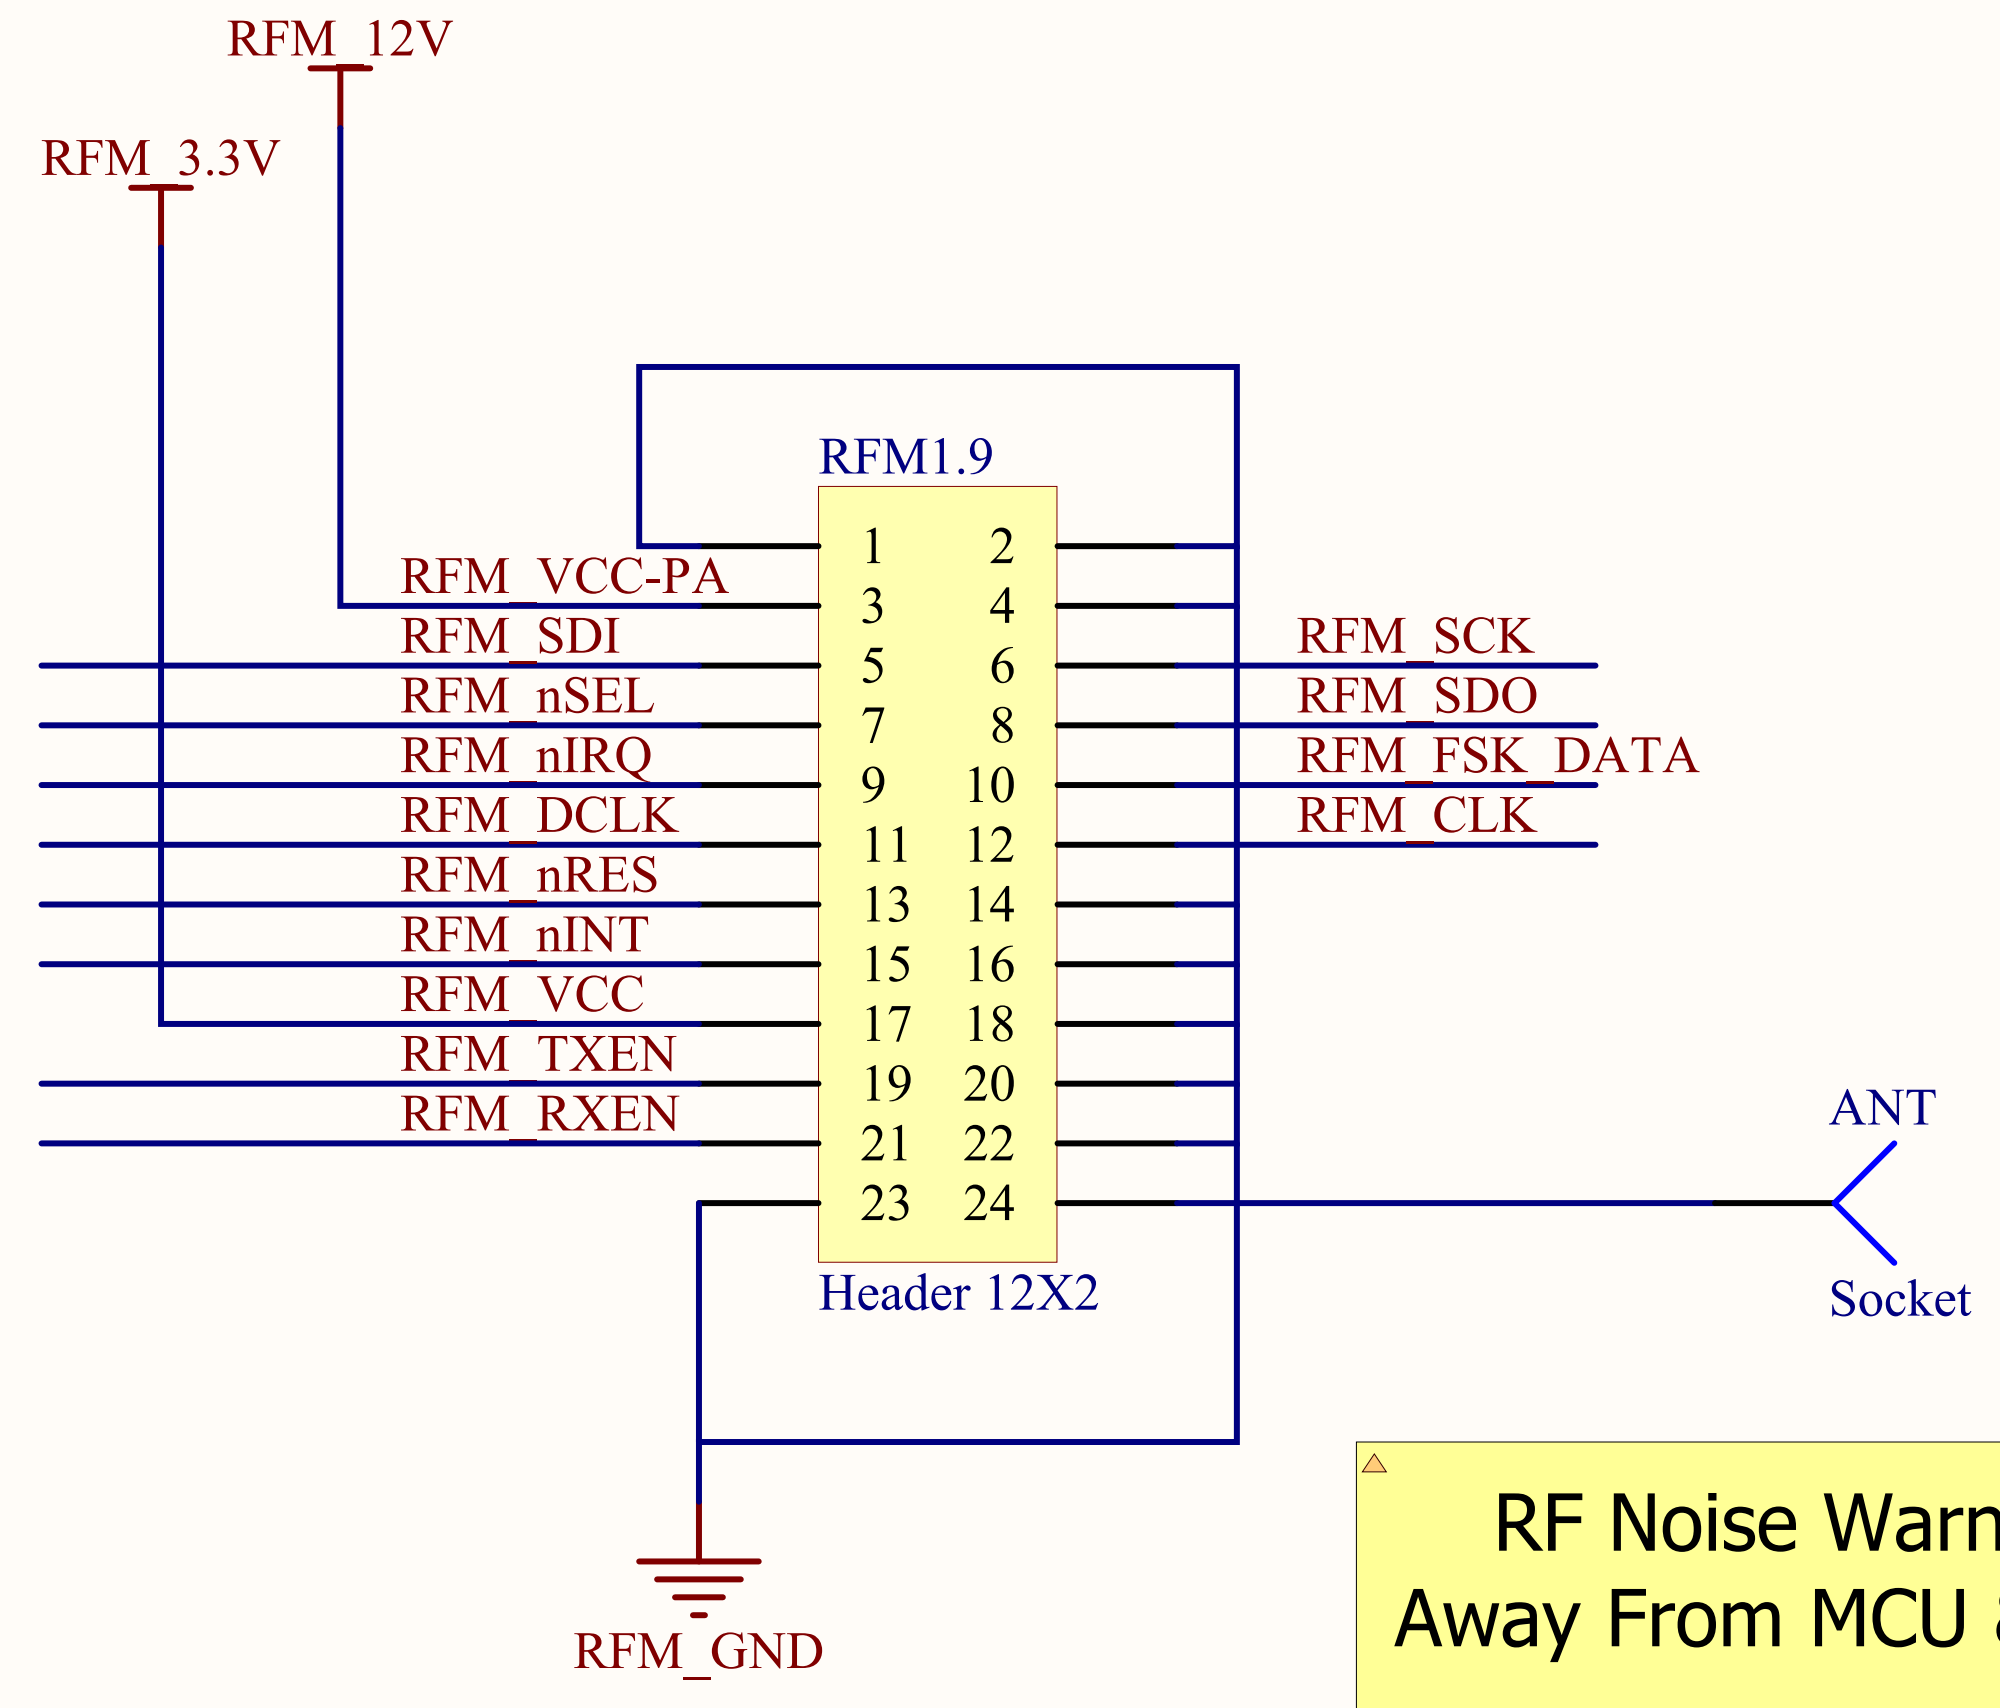 RFM_12V
RFM_3.3V
RFM1.9
1 2
RFM_VCC-PA
3 4
RFM_SDI RFM_SCK
5 6
RFM_nSEL RFM_SDO
7 8
RFM_nIRQ RFM_FSK_DATA
9 10
RFM_DCLK RFM_CLK
11 12
RFM_nRES
13 14
RFM_nINT
15 16
RFM_VCC
17 18
RFM_TXEN
19 20
RFM_RXEN ANT
21 22
23 24
Header 12X2 Socket
RF Noise Warn
Away From MCU
RFM_GND